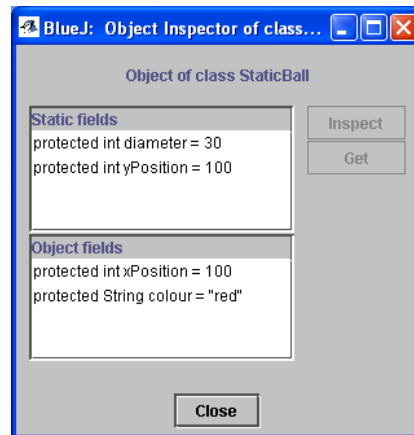 BlueJ: Object Inspector of class...
Object of class StaticBall
Static fields
protected int diameter = 30
protected int yPosition = 100
Inspect
Get
Object fields
protected int xPosition = 100
protected String colour = "red"
Close